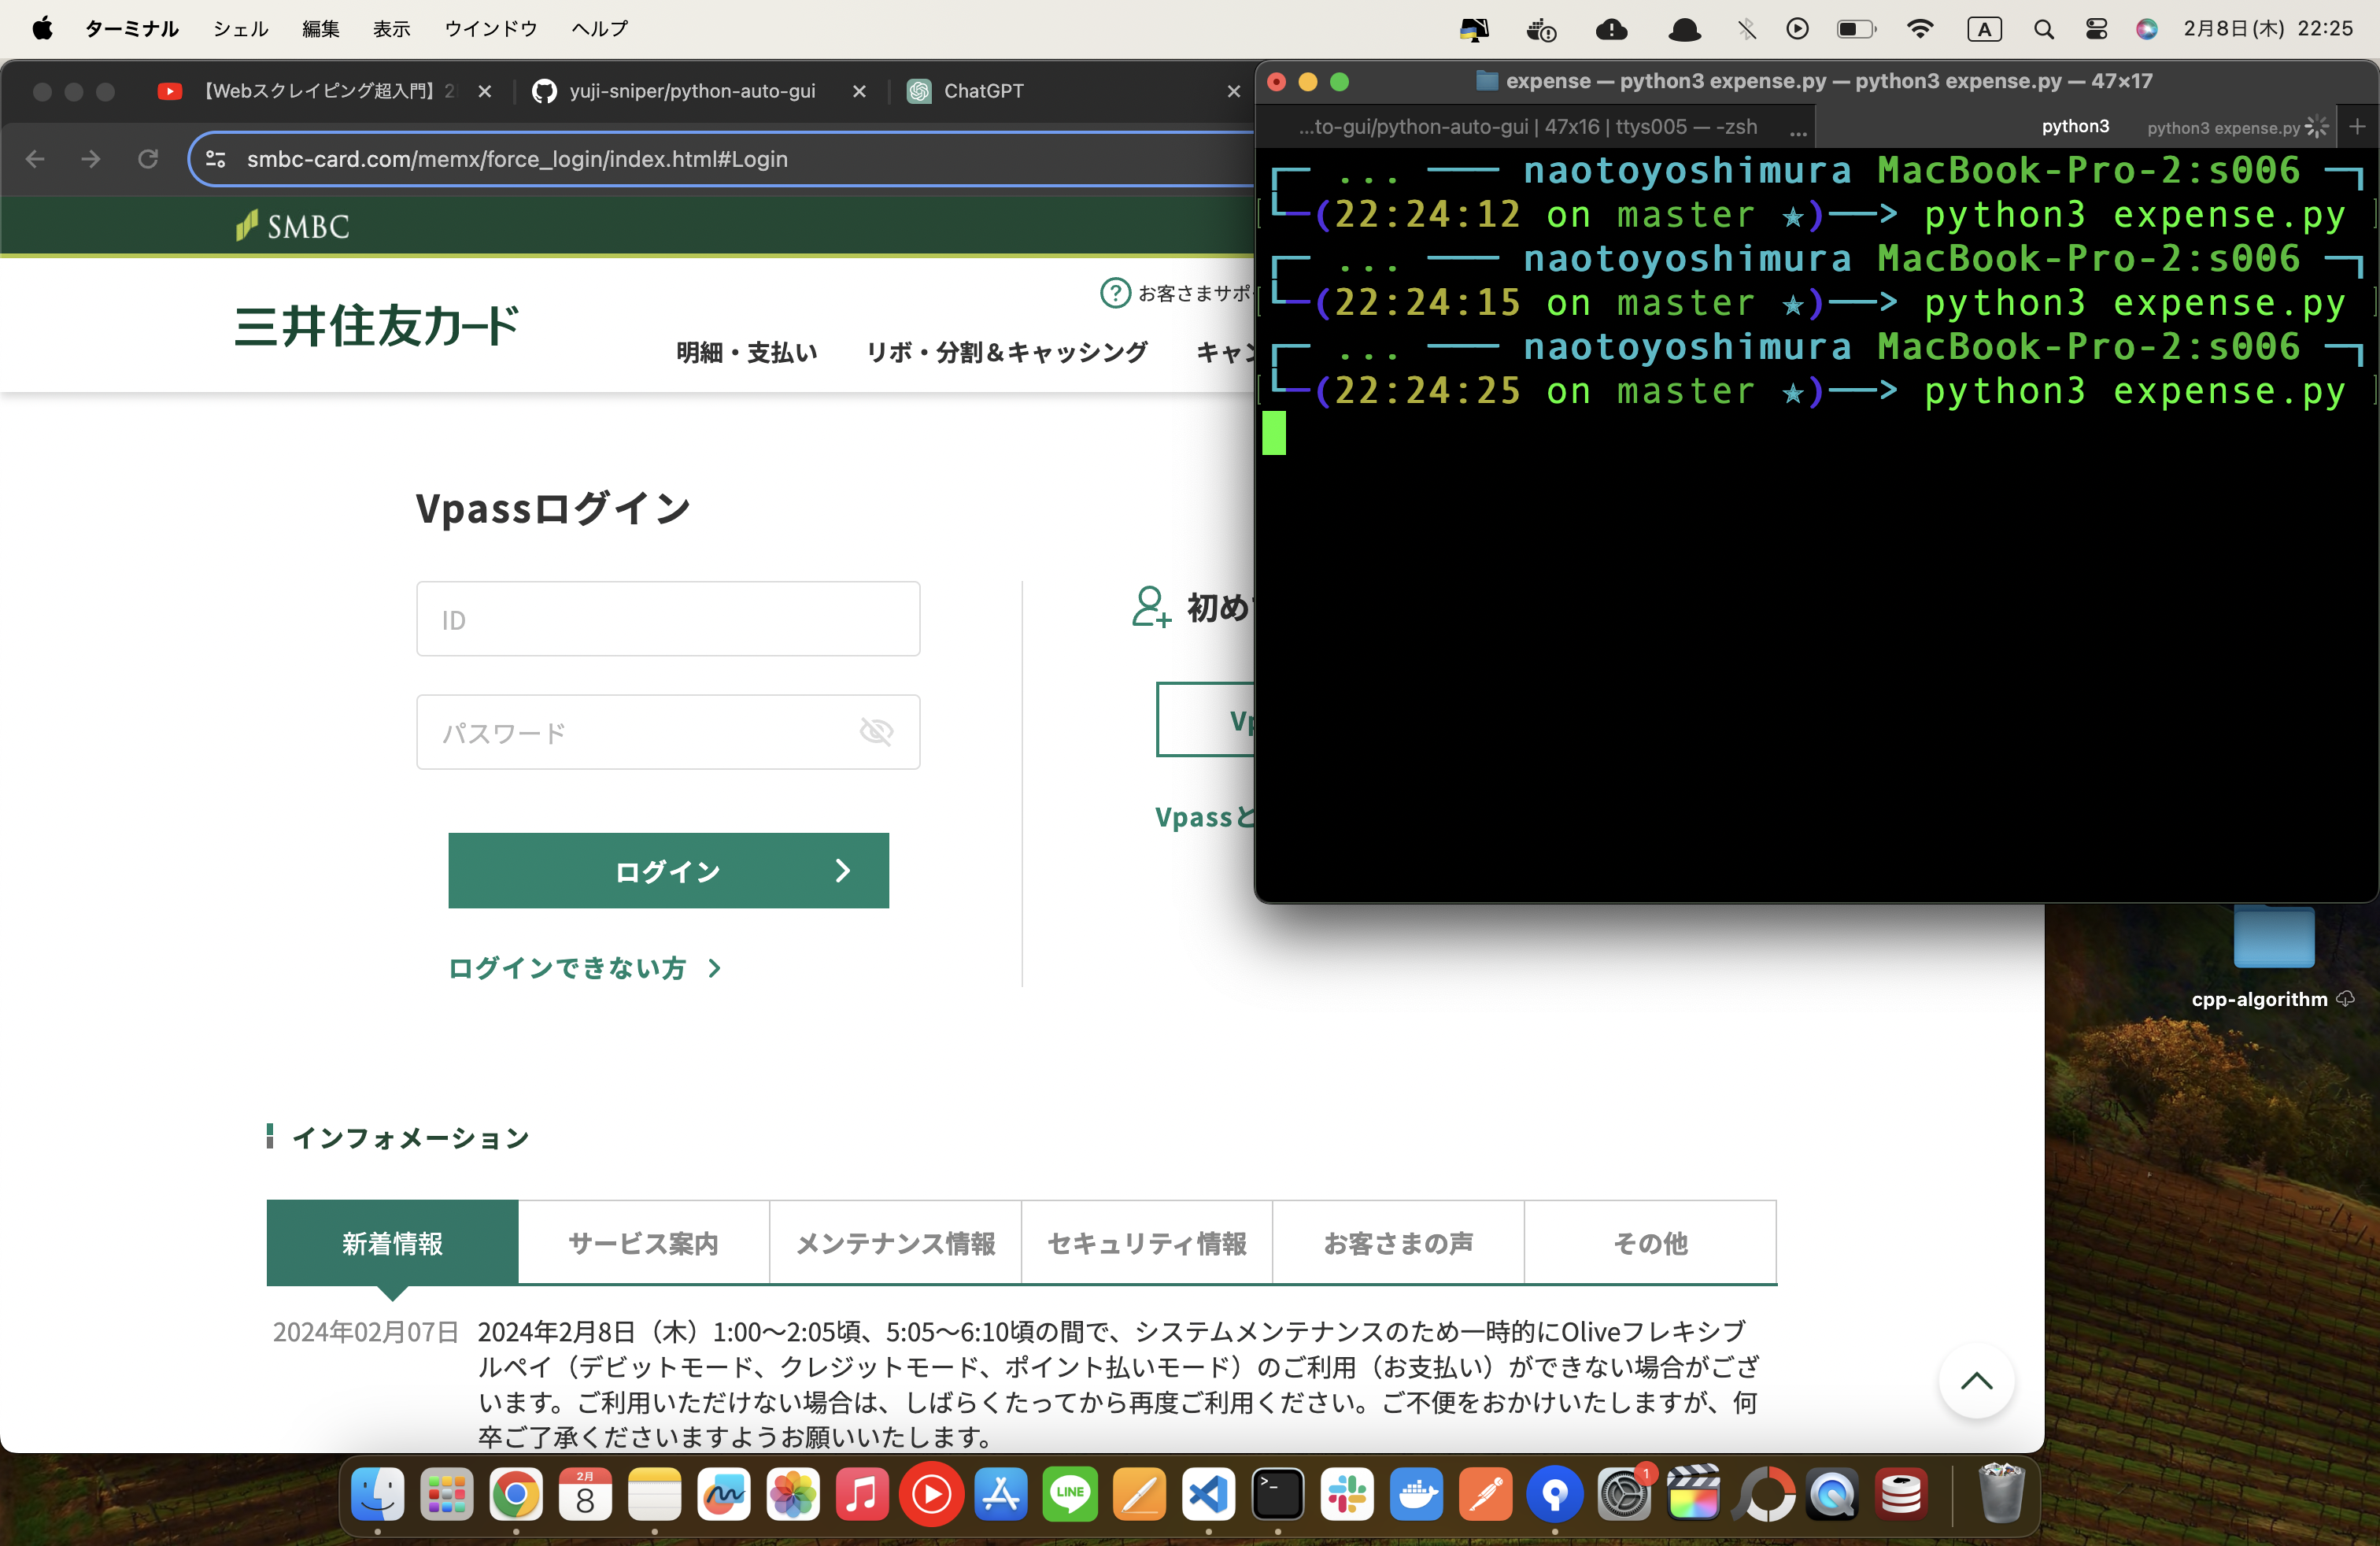 ターミナル シェル 編集 表示 ウインドウ ヘルプ A 2月8日(木) 22:25
【Webスクレイピング超入門】2 yuji-sniper/python-auto-gui ChatGPT
smbc-card.com/memx/force_login/index.html#Login
SMBC
三井住友カード
お客さまサポ
明細・支払い リボ・分割＆キャッシング キャン
Vpassログイン
ID
パスワード
ログイン
ログインできない方
初め
Vp
Vpassと
インフォメーション
新着情報 サービス案内 メンテナンス情報 セキュリティ情報 お客さまの声 その他
2024年02月07日 2024年2月8日（木）1:00～2:05頃、5:05～6:10頃の間で、システムメンテナンスのため一時的にOliveフレキシブ
ルペイ（デビットモード、クレジットモード、ポイント払いモード）のご利用（お支払い）ができない場合がござ
います。ご利用いただけない場合は、しばらくたってから再度ご利用ください。ご不便をおかけいたしますが、何
卒ご了承くださいますようお願いいたします。
expense — python3 expense.py — python3 expense.py — 47×17
...to-gui/python-auto-gui | 47x16 | ttys005 — -zsh ... python3 python3 expense.py
┌─ ... ─── naotoyoshimura MacBook-Pro-2:s006 ─┐
└─(22:24:12 on master ✭)──> python3 expense.py
┌─ ... ─── naotoyoshimura MacBook-Pro-2:s006 ─┐
└─(22:24:15 on master ✭)──> python3 expense.py
┌─ ... ─── naotoyoshimura MacBook-Pro-2:s006 ─┐
└─(22:24:25 on master ✭)──> python3 expense.py
cpp-algorithm
2月
8
LINE
>_
1